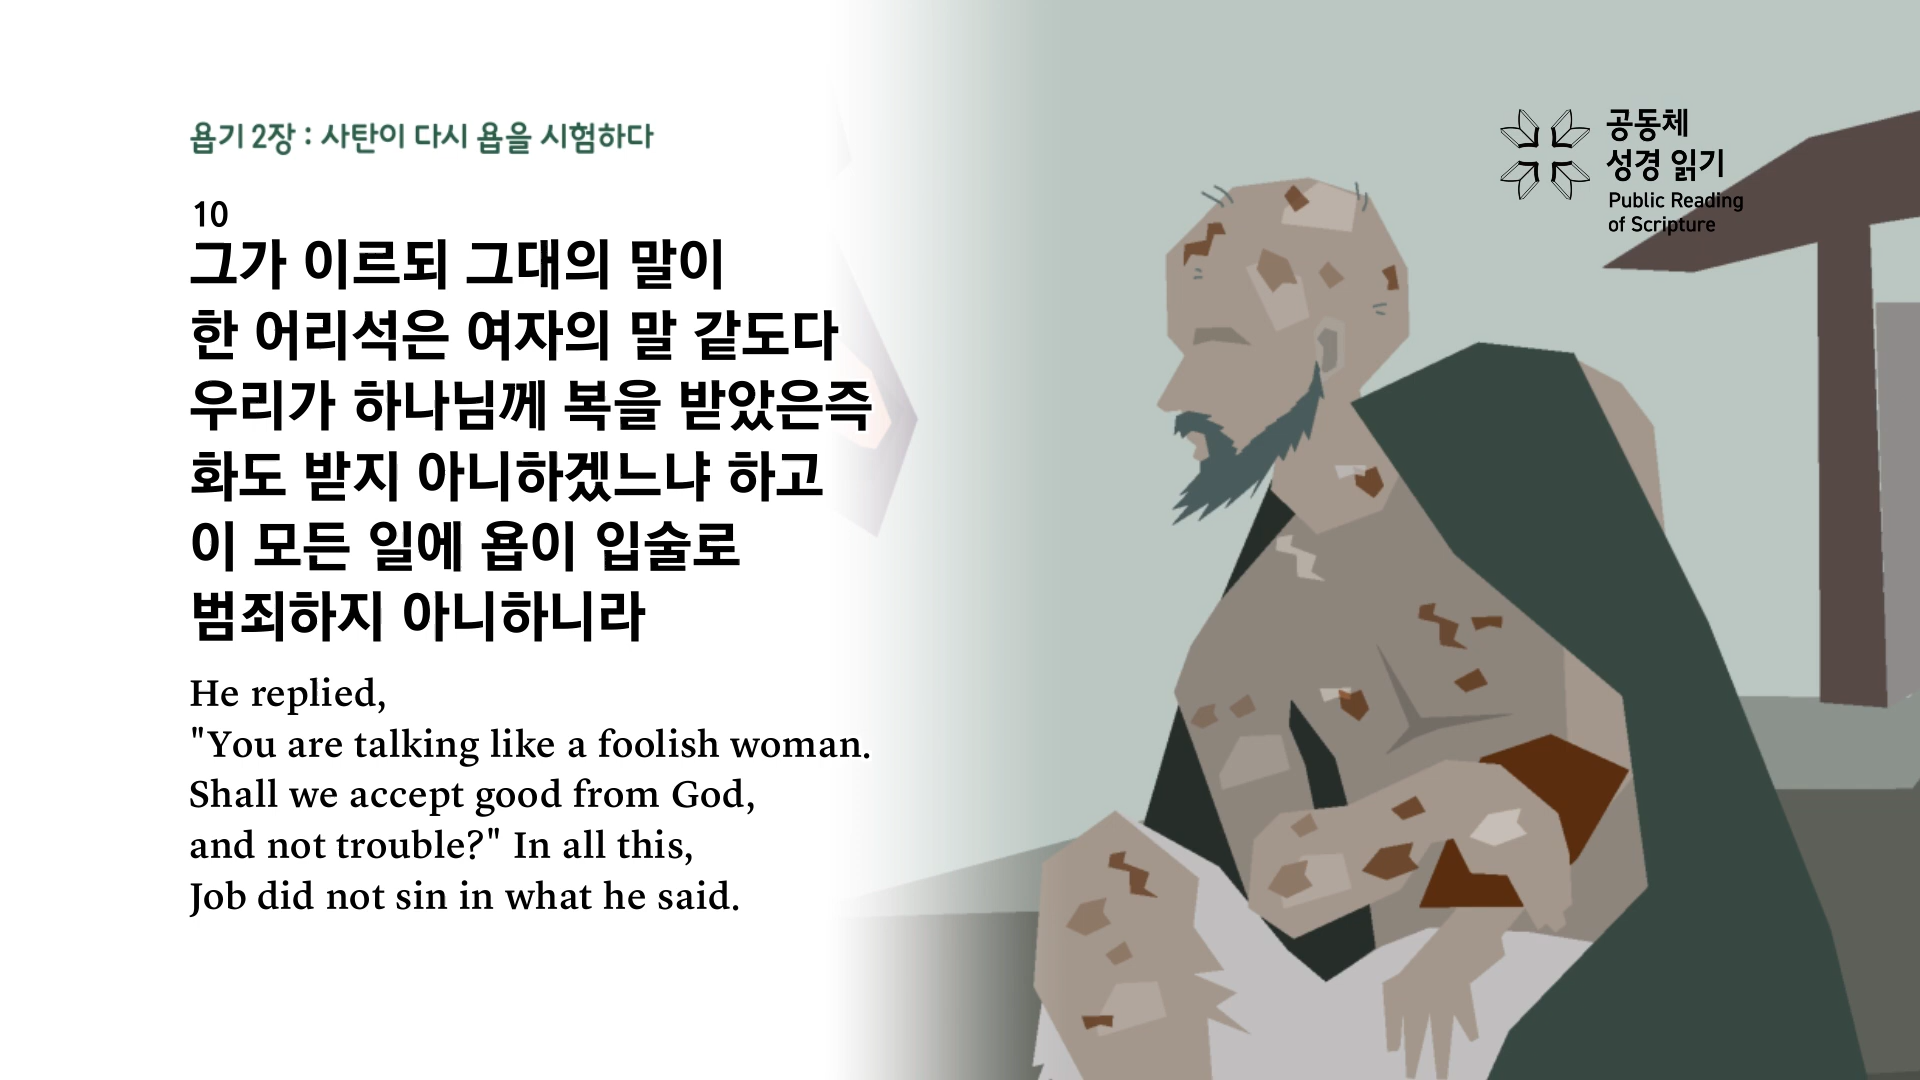 욥기 2장 : 사탄이 다시 욥을 시험하다
10
그가 이르되 그대의 말이
한 어리석은 여자의 말 같도다
우리가 하나님께 복을 받았은즉
화도 받지 아니하겠느냐 하고
이 모든 일에 욥이 입술로
범죄하지 아니하니라
He replied,
"You are talking like a foolish woman.
Shall we accept good from God,
and not trouble?" In all this,
Job did not sin in what he said.
공동체
성경 읽기
Public Reading
of Scripture